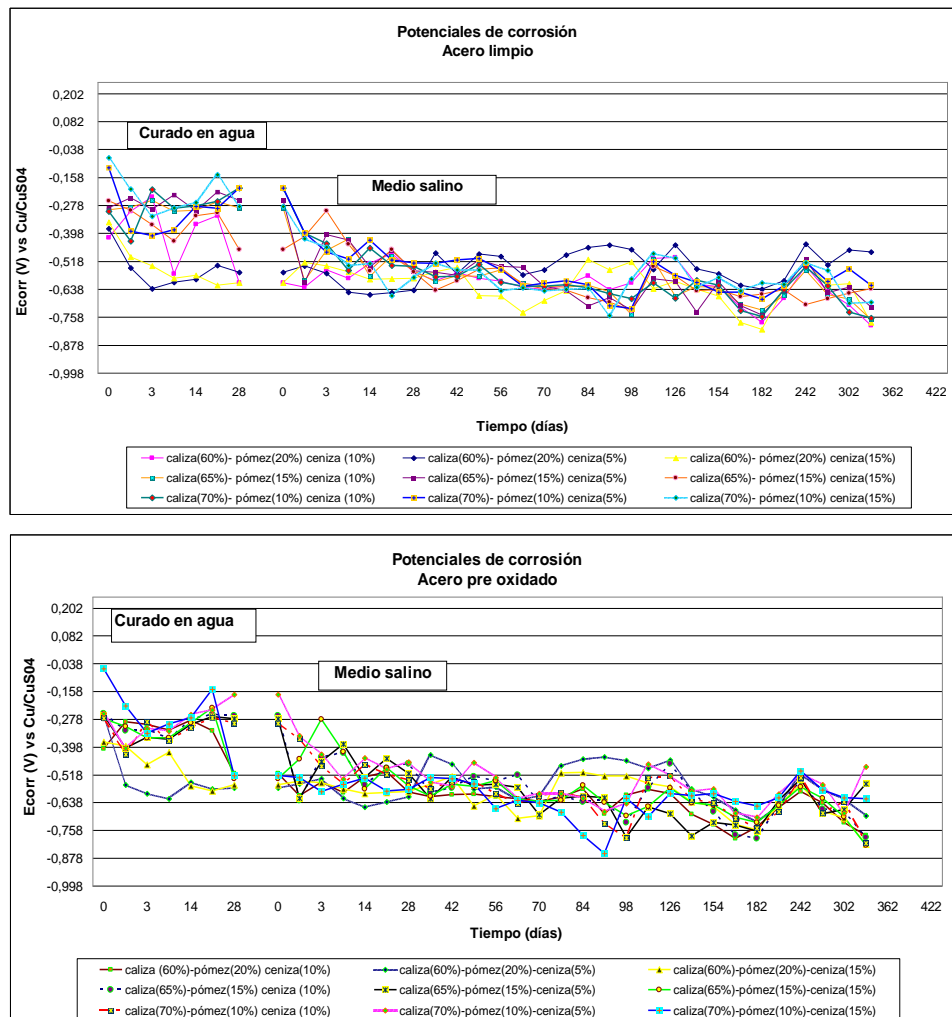 Potenciales de corrosión
Acero limpio
0,202
0,082
-0,038
-0,158
-0,278
-0,398
-0,518
-0,638
-0,758
-0,878
-0,998
Ecorr (V) vs Cu/CuS04
Curado en agua
Medio salino
0 3 14 28 0 3 14 28 42 56 70 84 98 126 154 182 242 302 362 422
Tiempo (días)
caliza(60%)- pómez(20%) ceniza (10%) caliza(60%)- pómez(20%) ceniza(5%) caliza(60%)- pómez(20%) ceniza(15%)
caliza(65%)- pómez(15%) ceniza (10%) caliza(65%)- pómez(15%) ceniza(5%) caliza(65%)- pómez(15%) ceniza(15%)
caliza(70%)- pómez(10%) ceniza (10%) caliza(70%)- pómez(10%) ceniza(5%) caliza(70%)- pómez(10%) ceniza(15%)
Potenciales de corrosión
Acero pre oxidado
0,202
0,082
-0,038
-0,158
-0,278
-0,398
-0,518
-0,638
-0,758
-0,878
-0,998
Ecorr (V) vs Cu/CuS04
Curado en agua
Medio salino
0 3 14 28 0 3 14 28 42 56 70 84 98 126 154 182 242 302 362 422
Tiempo (días)
caliza (60%)-pómez(20%) ceniza(10%) caliza(60%)-pómez(20%)-ceniza(5%) caliza(60%)-pómez(20%)-ceniza(15%)
caliza(65%)-pómez(15%) ceniza (10%) caliza(65%)-pómez(15%)-ceniza(5%) caliza(65%)-pómez(15%)-ceniza(15%)
caliza(70%)-pómez(10%) ceniza (10%) caliza(70%)-pómez(10%)-ceniza(5%) caliza(70%)-pómez(10%)-ceniza(15%)